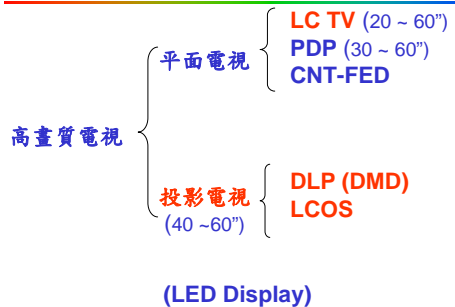 LC TV (20 ~ 60”)
平面電視
PDP (30 ~ 60”)
CNT-FED
高畫質電視
投影電視
(40 ~60”)
DLP (DMD)
LCOS
(LED Display)